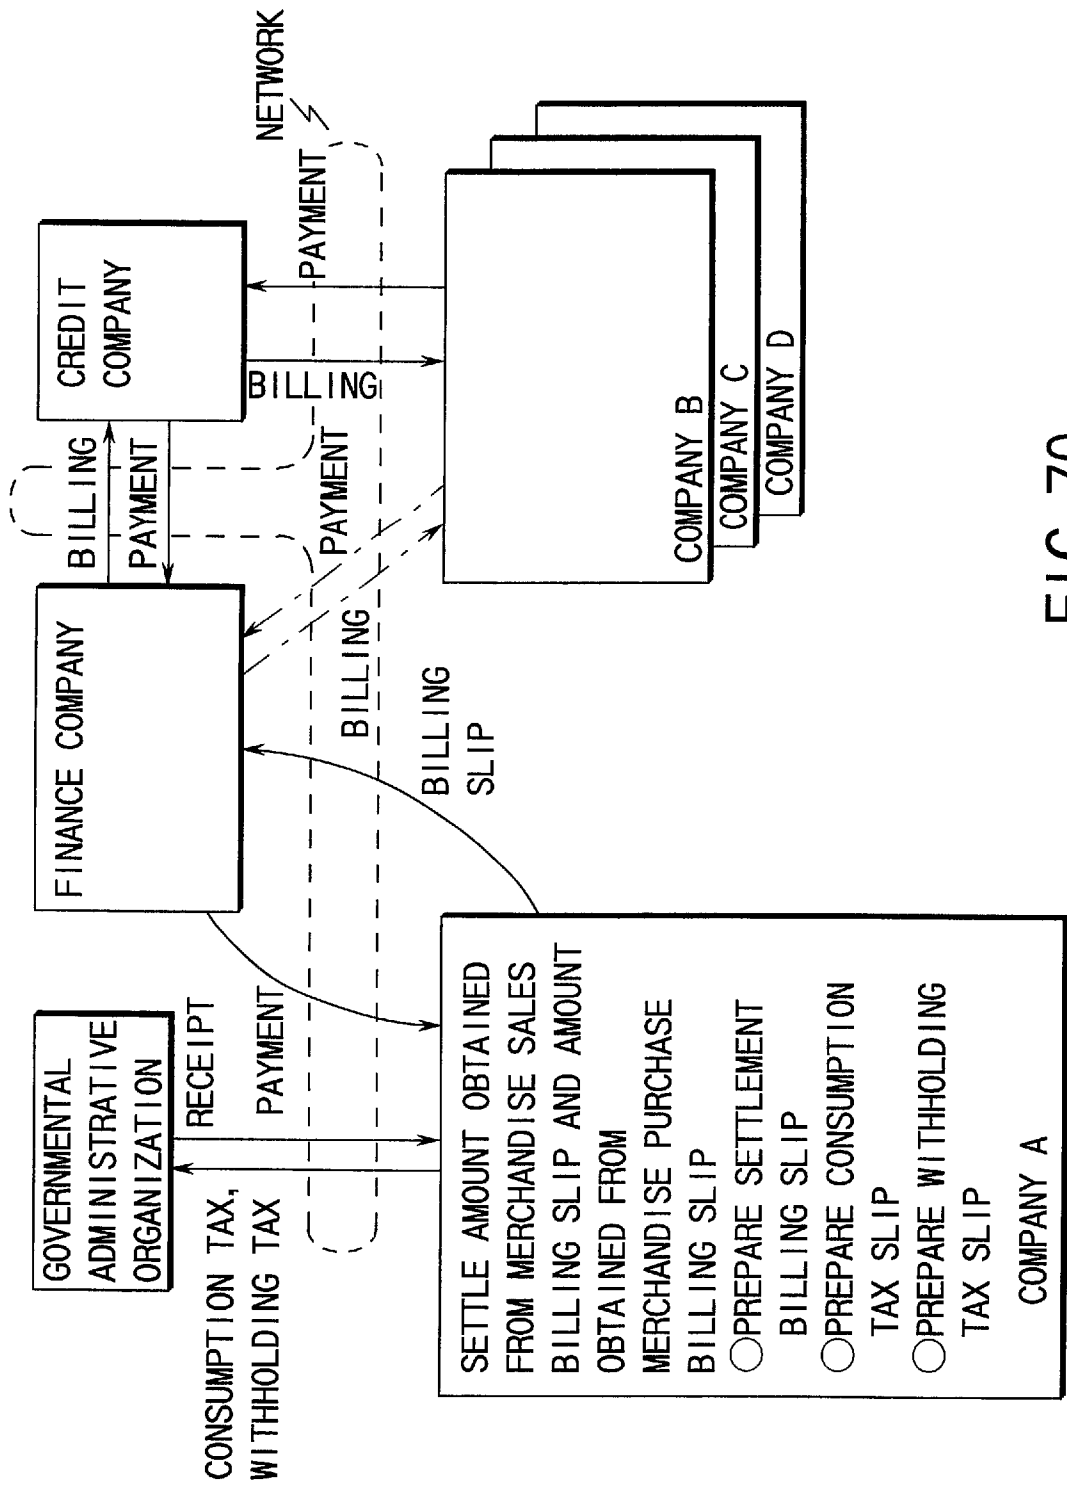 GOVERNMENTAL
ADMINISTRATIVE
ORGANIZATION
FINANCE COMPANY
CREDIT
COMPANY
BILLING
PAYMENT
NETWORK
CONSUMPTION TAX,
WITHHOLDING TAX
RECEIPT
PAYMENT
BILLING
PAYMENT
BILLING
PAYMENT
BILLING
SLIP
SETTLE AMOUNT OBTAINED
FROM MERCHANDISE SALES
BILLING SLIP AND AMOUNT
OBTAINED FROM
MERCHANDISE PURCHASE
BILLING SLIP
○PREPARE SETTLEMENT
BILLING SLIP
○PREPARE CONSUMPTION
TAX SLIP
○PREPARE WITHHOLDING
TAX SLIP
COMPANY A
COMPANY B
COMPANY C
COMPANY D